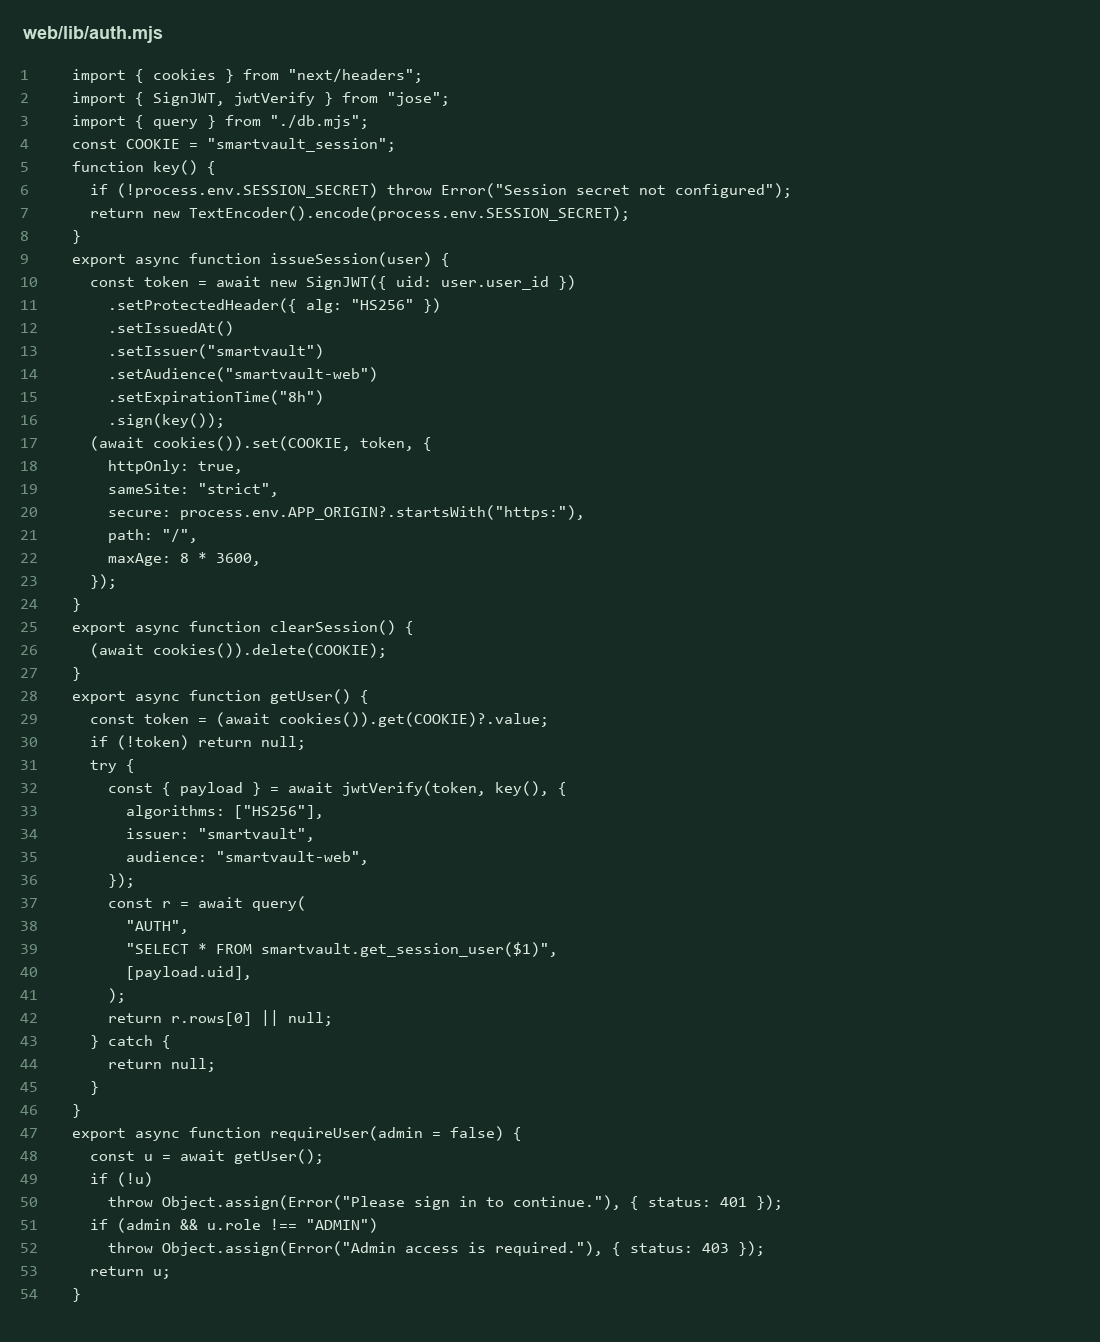 web/lib/auth.mjs
1 import { cookies } from "next/headers";
2 import { SignJWT, jwtVerify } from "jose";
3 import { query } from "./db.mjs";
4 const COOKIE = "smartvault_session";
5 function key() {
6   if (!process.env.SESSION_SECRET) throw Error("Session secret not configured");
7   return new TextEncoder().encode(process.env.SESSION_SECRET);
8 }
9 export async function issueSession(user) {
10   const token = await new SignJWT({ uid: user.user_id })
11     .setProtectedHeader({ alg: "HS256" })
12     .setIssuedAt()
13     .setIssuer("smartvault")
14     .setAudience("smartvault-web")
15     .setExpirationTime("8h")
16     .sign(key());
17   (await cookies()).set(COOKIE, token, {
18     httpOnly: true,
19     sameSite: "strict",
20     secure: process.env.APP_ORIGIN?.startsWith("https:"),
21     path: "/",
22     maxAge: 8 * 3600,
23   });
24 }
25 export async function clearSession() {
26   (await cookies()).delete(COOKIE);
27 }
28 export async function getUser() {
29   const token = (await cookies()).get(COOKIE)?.value;
30   if (!token) return null;
31   try {
32     const { payload } = await jwtVerify(token, key(), {
33       algorithms: ["HS256"],
34       issuer: "smartvault",
35       audience: "smartvault-web",
36     });
37     const r = await query(
38       "AUTH",
39       "SELECT * FROM smartvault.get_session_user($1)",
40       [payload.uid],
41     );
42     return r.rows[0] || null;
43   } catch {
44     return null;
45   }
46 }
47 export async function requireUser(admin = false) {
48   const u = await getUser();
49   if (!u)
50     throw Object.assign(Error("Please sign in to continue."), { status: 401 });
51   if (admin && u.role !== "ADMIN")
52     throw Object.assign(Error("Admin access is required."), { status: 403 });
53   return u;
54 }